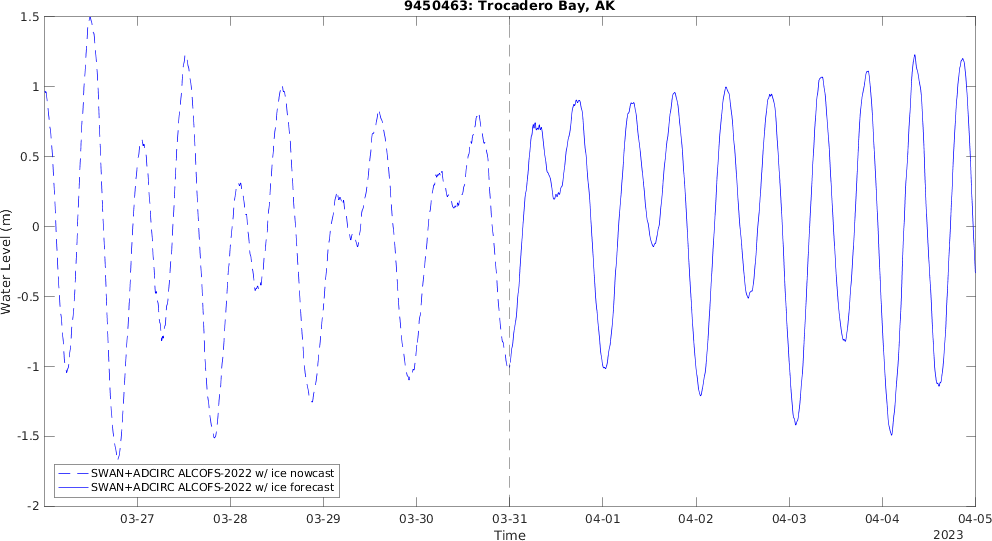 9450463: Trocadero Bay, AK
Water Level (m)
1.5
1
0.5
0
-0.5
-1
-1.5
-2
SWAN+ADCIRC ALCOFS-2022 w/ ice nowcast
SWAN+ADCIRC ALCOFS-2022 w/ ice forecast
03-27 03-28 03-29 03-30 03-31 04-01 04-02 04-03 04-04 04-05
Time
2023